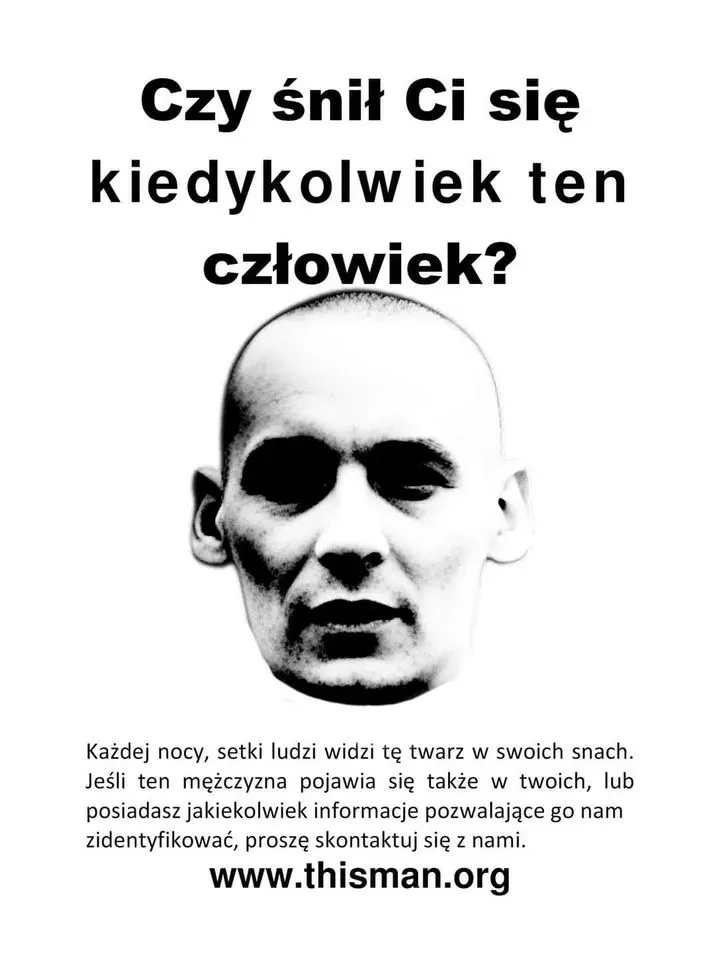 Czy śnił Ci się
kiedykolwiek ten
człowiek?
Każdej nocy, setki ludzi widzi tę twarz w swoich snach.
Jeśli ten mężczyzna pojawia się także w twoich, lub
posiadasz jakiekolwiek informacje pozwalające go nam
zidentyfikować, proszę skontaktuj się z nami.
www.thisman.org